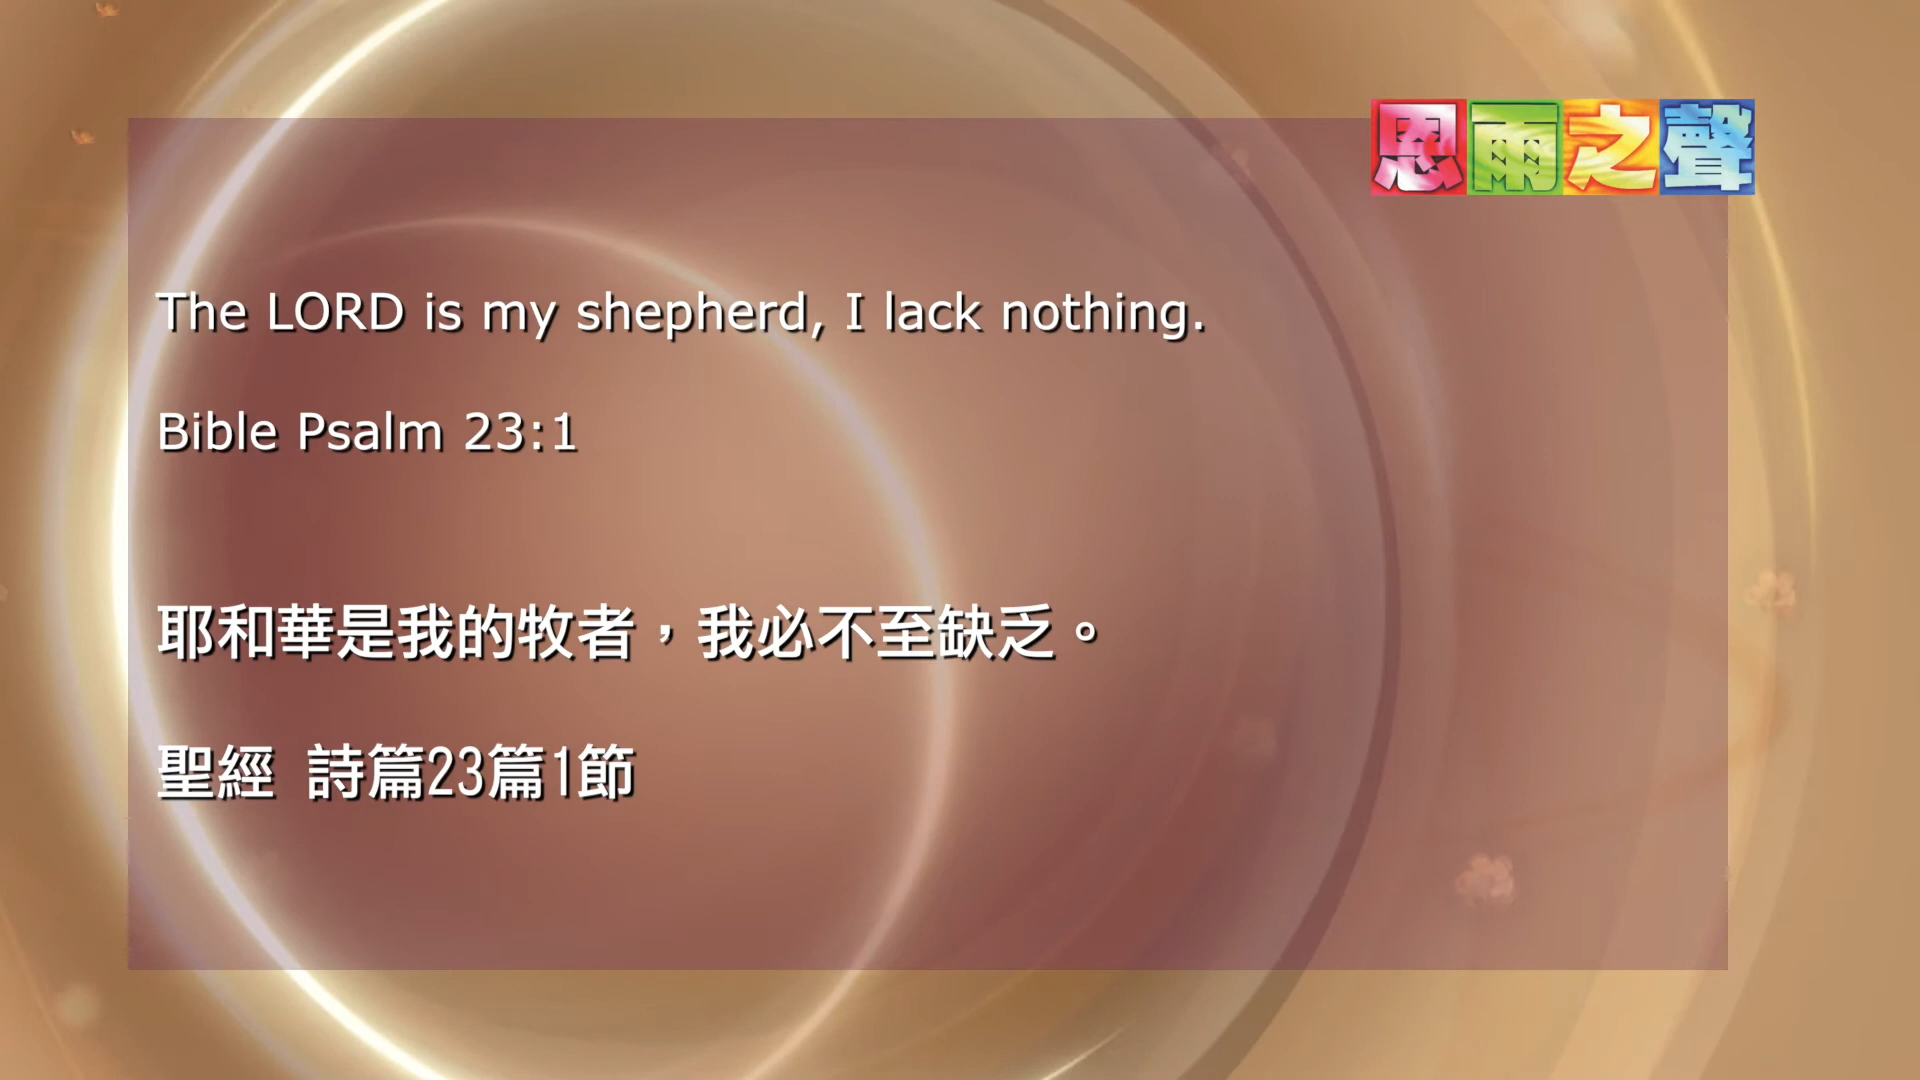 恩雨之聲
The LORD is my shepherd, I lack nothing.
Bible Psalm 23:1
耶和華是我的牧者，我必不至缺乏。
聖經 詩篇23篇1節